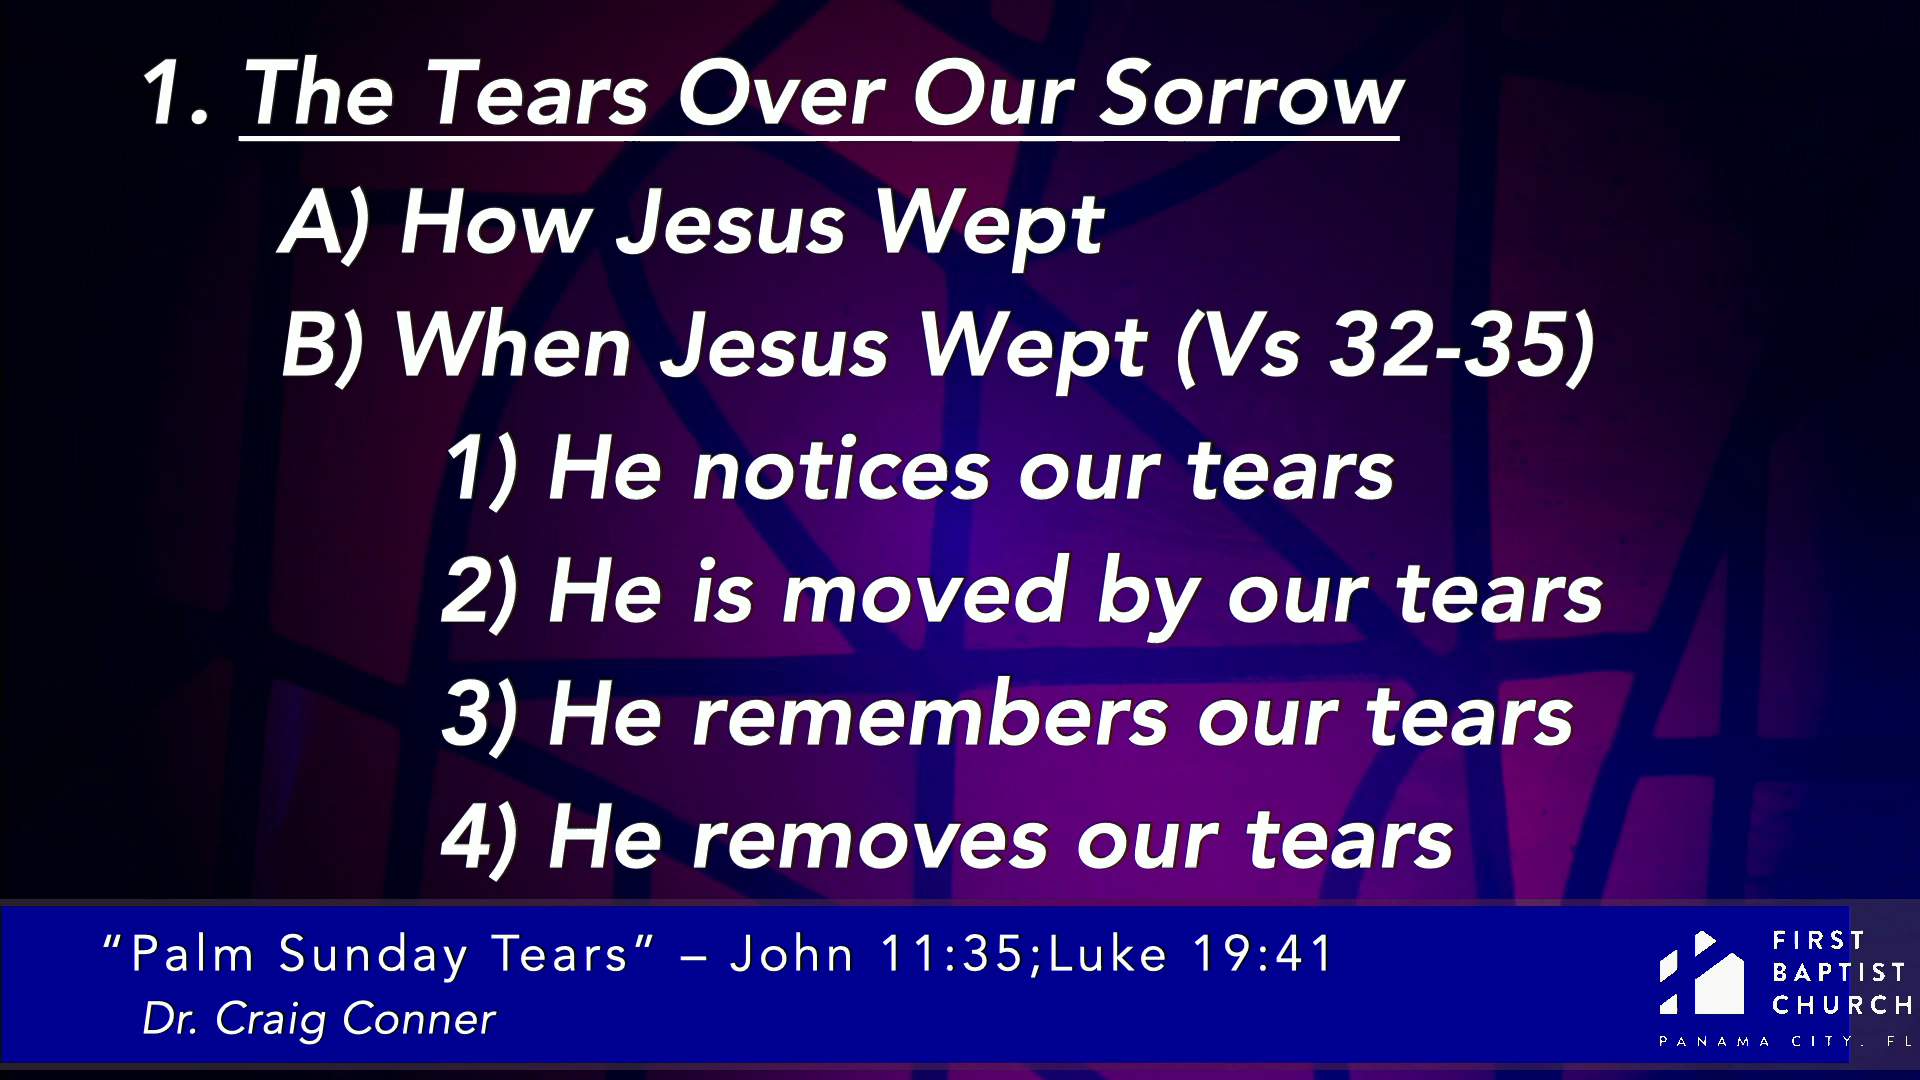 1. The Tears Over Our Sorrow
A) How Jesus Wept
B) When Jesus Wept (Vs 32-35)
1) He notices our tears
2) He is moved by our tears
3) He remembers our tears
4) He removes our tears
“Palm Sunday Tears” – John 11:35;Luke 19:41
Dr. Craig Conner
FIRST
BAPTIST
CHURCH
PANAMA CITY, FL